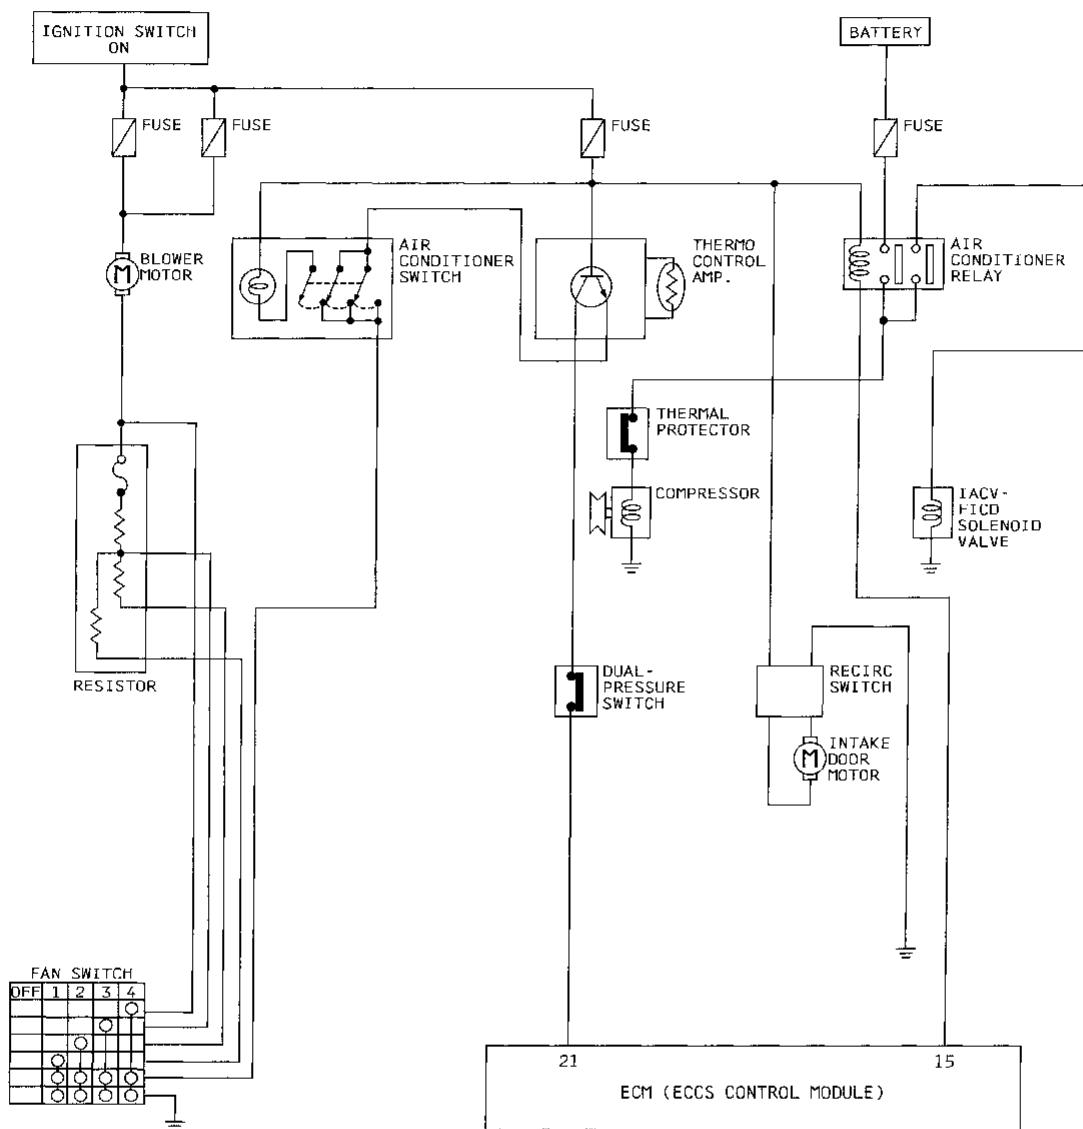 IGNITION SWITCH
ON
BATTERY
FUSE
FUSE
FUSE
FUSE
BLOWER
MOTOR
M
AIR
CONDITIONER
SWITCH
THERMO
CONTROL
AMP.
AIR
CONDITIONER
RELAY
THERMAL
PROTECTOR
COMPRESSOR
IACV-
FICD
SOLENOID
VALVE
RESISTOR
DUAL-
PRESSURE
SWITCH
RECIRC
SWITCH
M
INTAKE
DOOR
MOTOR
FAN SWITCH
OFF 1 2 3 4
21
15
ECM (ECCS CONTROL MODULE)